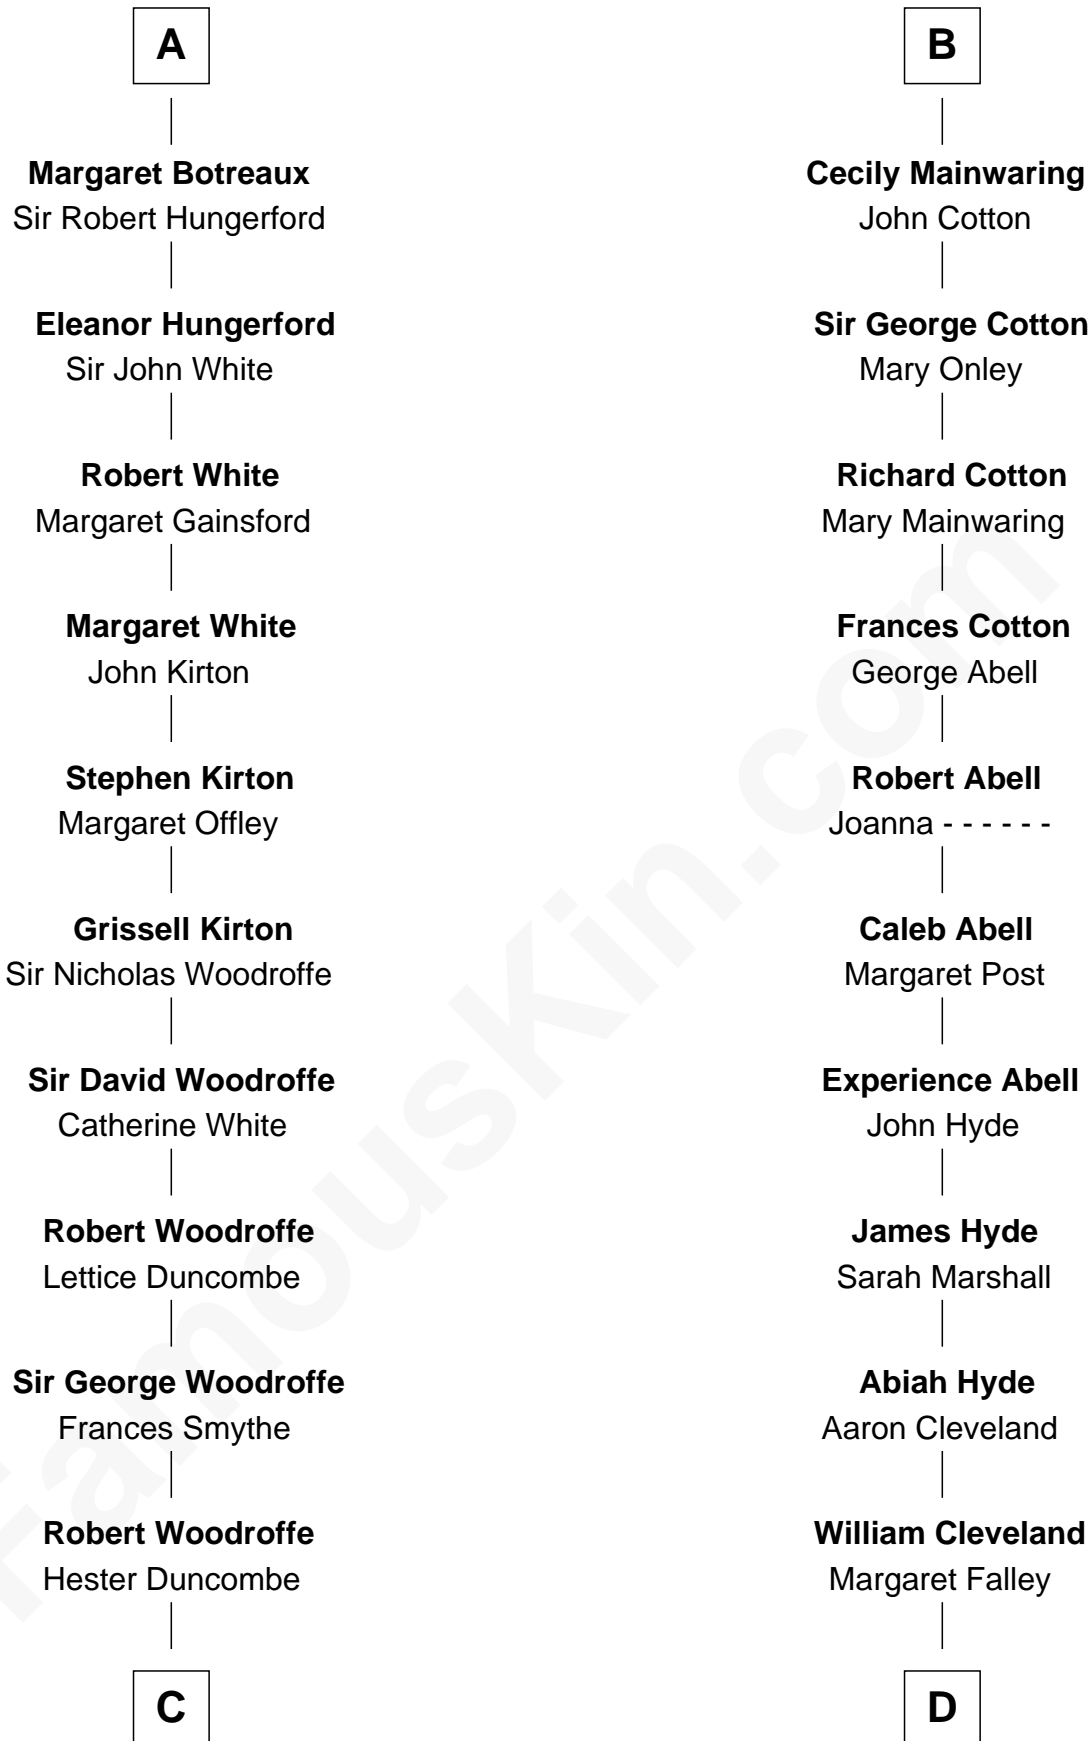 A
Margaret Botreaux
Sir Robert Hungerford
Eleanor Hungerford
Sir John White
Robert White
Margaret Gainsford
Margaret White
John Kirton
Stephen Kirton
Margaret Offley
Grissell Kirton
Sir Nicholas Woodroffe
Sir David Woodroffe
Catherine White
Robert Woodroffe
Lettice Duncombe
Sir George Woodroffe
Frances Smythe
Robert Woodroffe
Hester Duncombe
C
B
Cecily Mainwaring
John Cotton
Sir George Cotton
Mary Onley
Richard Cotton
Mary Mainwaring
Frances Cotton
George Abell
Robert Abell
Joanna - - - - - -
Caleb Abell
Margaret Post
Experience Abell
John Hyde
James Hyde
Sarah Marshall
Abiah Hyde
Aaron Cleveland
William Cleveland
Margaret Falley
D
FamousKin.com